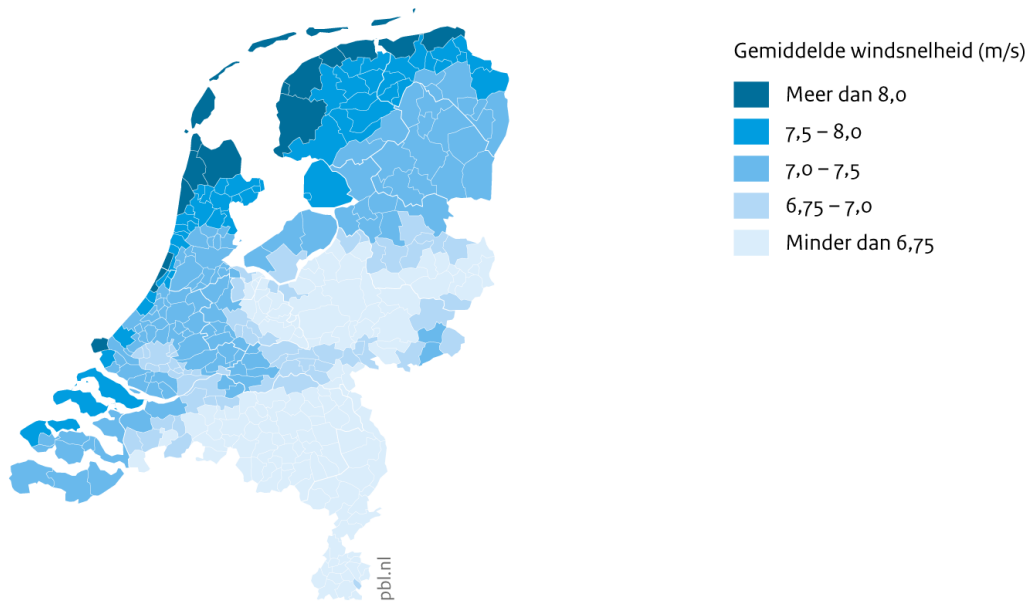 Gemiddelde windsnelheid (m/s)
Meer dan 8,0
7,5 – 8,0
7,0 – 7,5
6,75 – 7,0
Minder dan 6,75
pbl.nl